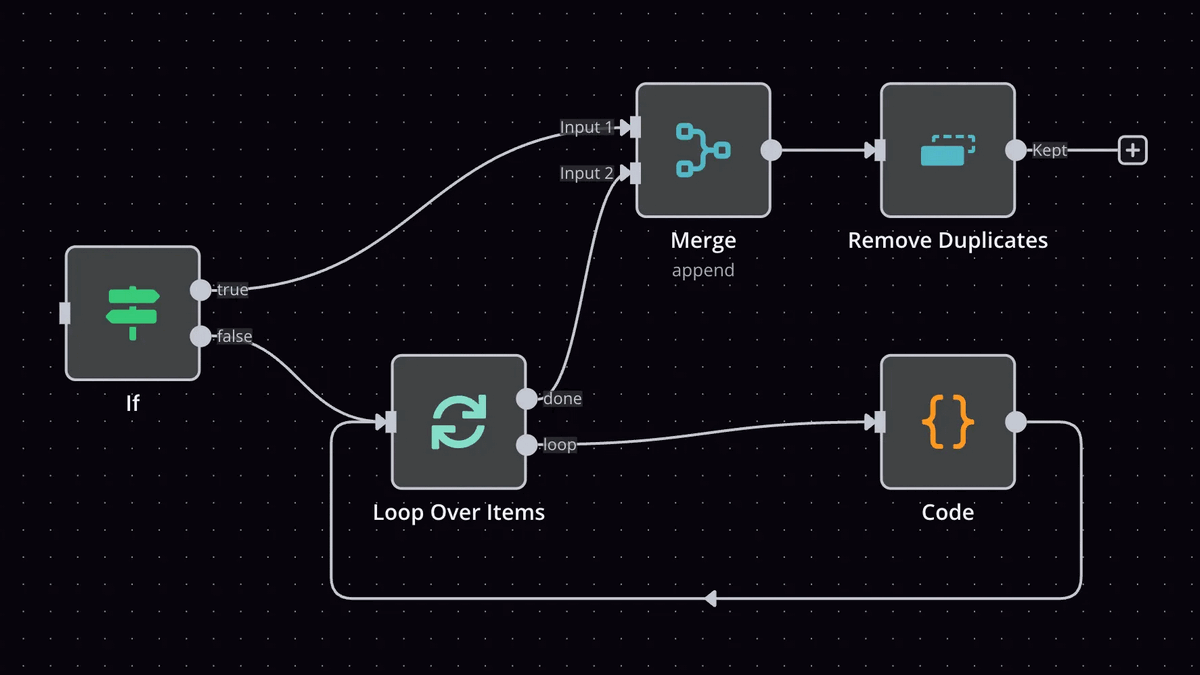 Input 1
Input 2
Kept
Merge
append
Remove Duplicates
true
false
If
done
loop
Loop Over Items
Code